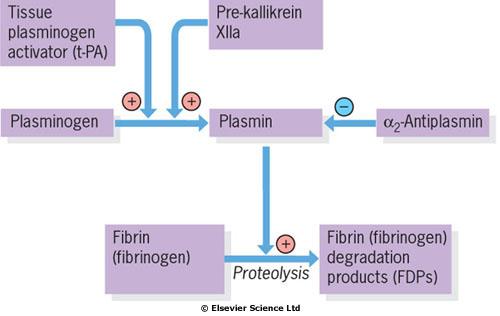 Tissue
plasminogen
activator (t-PA)
Pre-kallikrein
XIIa
+
+
−
Plasminogen
Plasmin
α2-Antiplasmin
Fibrin
(fibrinogen)
+
Proteolysis
Fibrin (fibrinogen)
degradation
products (FDPs)
© Elsevier Science Ltd